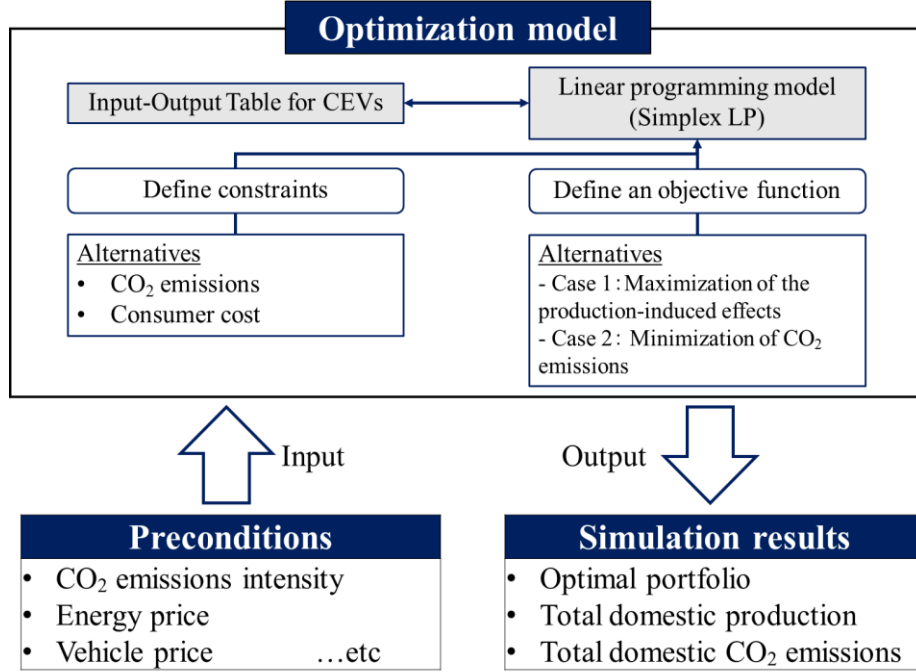 Optimization model
Input-Output Table for CEVs
Linear programming model
(Simplex LP)
Define constraints
Define an objective function
Alternatives
• CO₂ emissions
• Consumer cost
Alternatives
- Case 1：Maximization of the
production-induced effects
- Case 2： Minimization of CO₂
emissions
Input
Output
Preconditions
• CO₂ emissions intensity
• Energy price
• Vehicle price …etc
Simulation results
• Optimal portfolio
• Total domestic production
• Total domestic CO₂ emissions